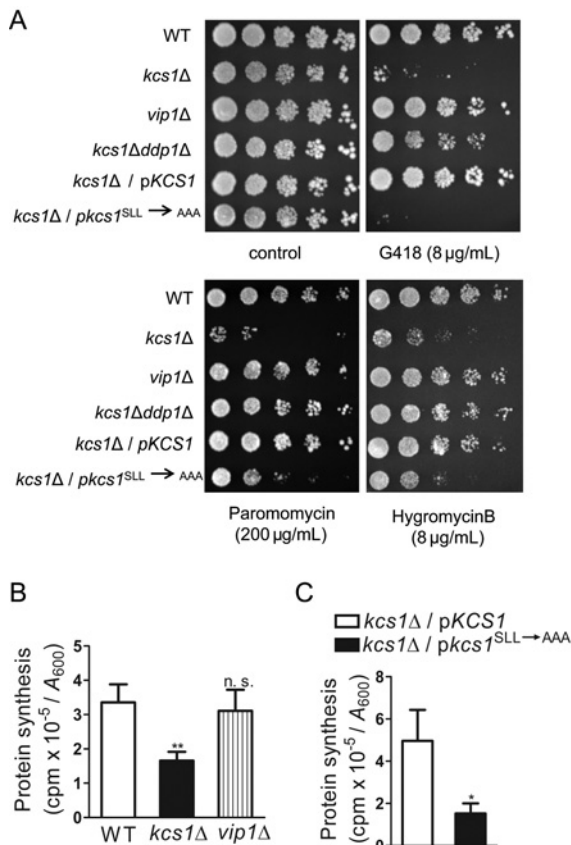 A
WT
kcs1Δ
vip1Δ
kcs1Δddp1Δ
kcs1Δ / pKCS1
kcs1Δ / pkcs1SLL → AAA
control
G418 (8 µg/mL)
WT
kcs1Δ
vip1Δ
kcs1Δddp1Δ
kcs1Δ / pKCS1
kcs1Δ / pkcs1SLL → AAA
Paromomycin
(200 µg/mL)
HygromycinB
(8 µg/mL)
B
Protein synthesis
(cpm x 10-5 / A600)
5
4
3
2
1
0
**
n. s.
WT
kcs1Δ
vip1Δ
C
kcs1Δ / pKCS1
kcs1Δ / pkcs1SLL→AAA
Protein synthesis
(cpm x 10-5 / A600)
8
6
4
2
0
*